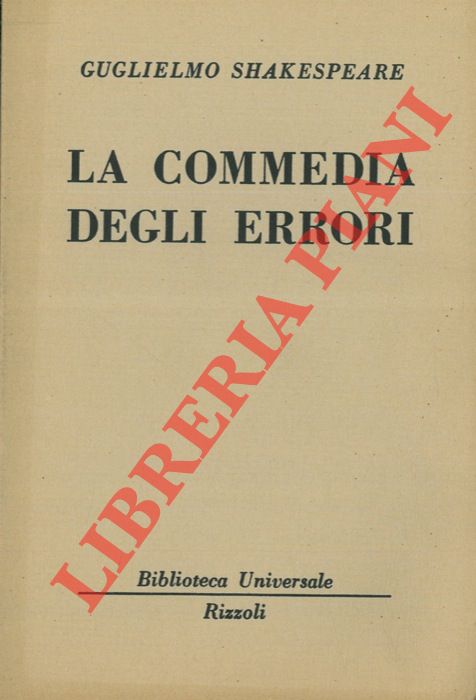 GUGLIELMO SHAKESPEARE
LA COMMEDIA
DEGLI ERRORI
LIBRERIA PIANI
Biblioteca Universale
Rizzoli